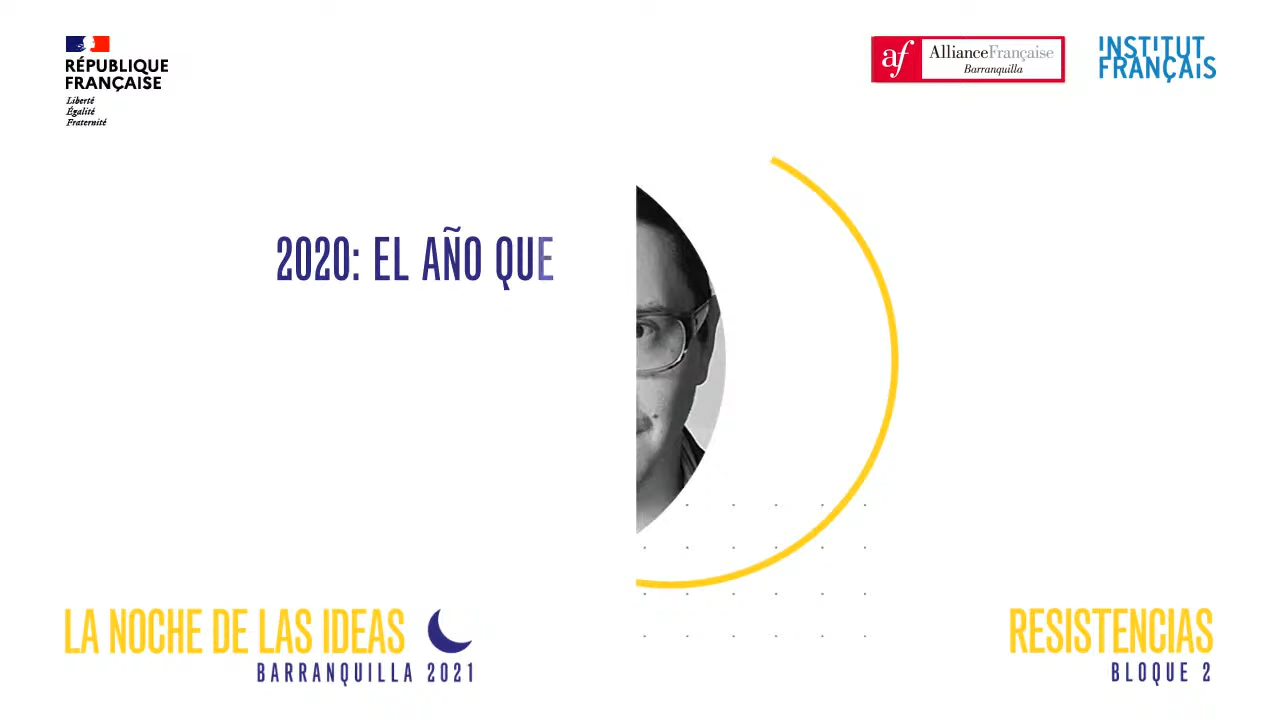 RÉPUBLIQUE
FRANÇAISE
Liberté
Égalité
Fraternité
af AllianceFrançaise
Barranquilla
INSTITUT
FRANÇAIS
2020: EL AÑO QUE
LA NOCHE DE LAS IDEAS
BARRANQUILLA 2021
RESISTENCIAS
BLOQUE 2